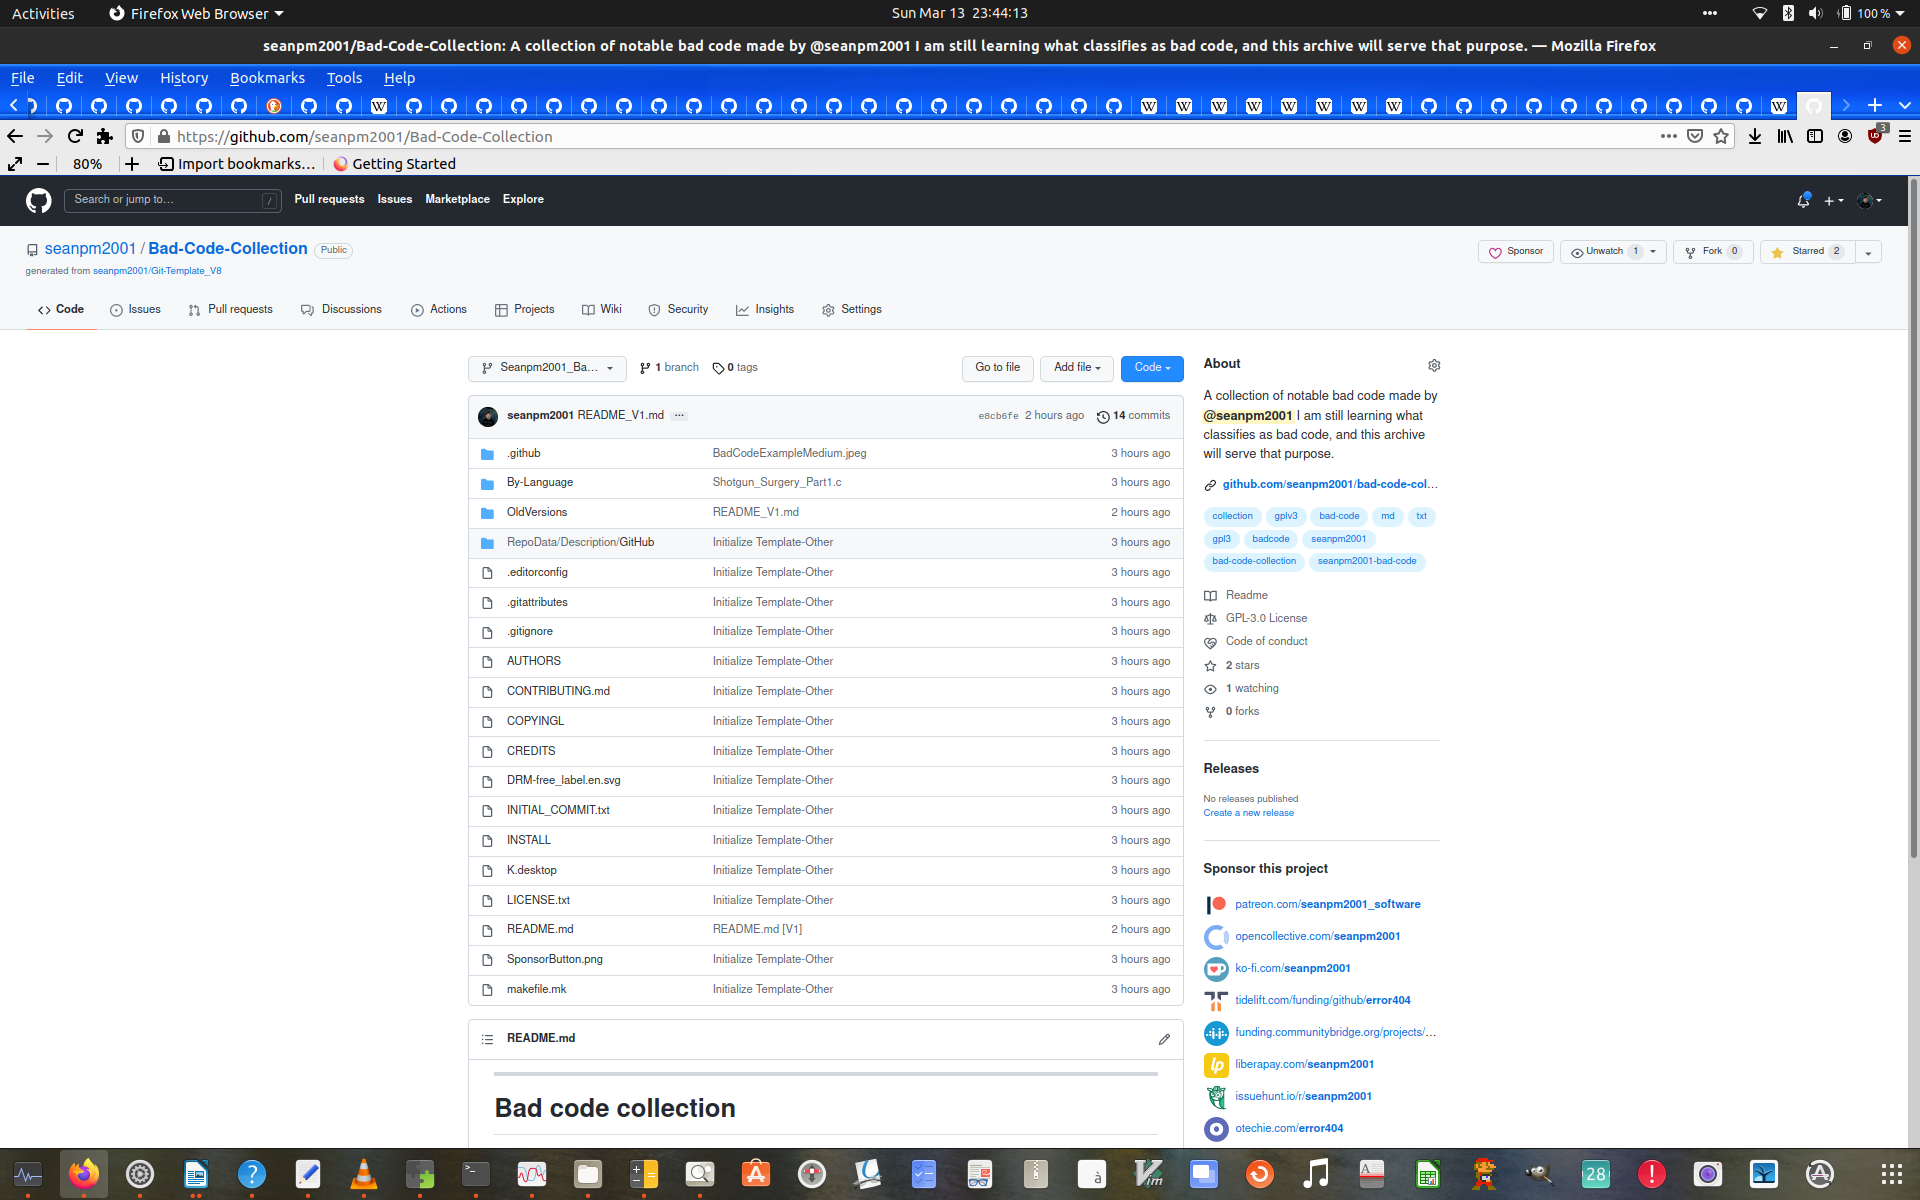 Activities Firefox Web Browser Sun Mar 13 23:44:13 100 %
seanpm2001/Bad-Code-Collection: A collection of notable bad code made by @seanpm2001 I am still learning what classifies as bad code, and this archive will serve that purpose. — Mozilla Firefox
File Edit View History Bookmarks Tools Help
https://github.com/seanpm2001/Bad-Code-Collection 3
80% Import bookmarks... Getting Started
Search or jump to... / Pull requests Issues Marketplace Explore
seanpm2001 / Bad-Code-Collection Public Sponsor Unwatch 1 Fork 0 Starred 2
generated from seanpm2001/Git-Template_V8
Code Issues Pull requests Discussions Actions Projects Wiki Security Insights Settings
Seanpm2001_Ba... 1 branch 0 tags Go to file Add file Code
seanpm2001 README_V1.md ... e8cb6fe 2 hours ago 14 commits
.github BadCodeExampleMedium.jpeg 3 hours ago
By-Language Shotgun_Surgery_Part1.c 3 hours ago
OldVersions README_V1.md 2 hours ago
RepoData/Description/GitHub Initialize Template-Other 3 hours ago
.editorconfig Initialize Template-Other 3 hours ago
.gitattributes Initialize Template-Other 3 hours ago
.gitignore Initialize Template-Other 3 hours ago
AUTHORS Initialize Template-Other 3 hours ago
CONTRIBUTING.md Initialize Template-Other 3 hours ago
COPYINGL Initialize Template-Other 3 hours ago
CREDITS Initialize Template-Other 3 hours ago
DRM-free_label.en.svg Initialize Template-Other 3 hours ago
INITIAL_COMMIT.txt Initialize Template-Other 3 hours ago
INSTALL Initialize Template-Other 3 hours ago
K.desktop Initialize Template-Other 3 hours ago
LICENSE.txt Initialize Template-Other 3 hours ago
README.md README.md [V1] 2 hours ago
SponsorButton.png Initialize Template-Other 3 hours ago
makefile.mk Initialize Template-Other 3 hours ago
README.md
Bad code collection
About
A collection of notable bad code made by
@seanpm2001 I am still learning what
classifies as bad code, and this archive
will serve that purpose.
github.com/seanpm2001/bad-code-col...
collection gplv3 bad-code md txt
gpl3 badcode seanpm2001
bad-code-collection seanpm2001-bad-code
Readme
GPL-3.0 License
Code of conduct
2 stars
1 watching
0 forks
Releases
No releases published
Create a new release
Sponsor this project
patreon.com/seanpm2001_software
opencollective.com/seanpm2001
ko-fi.com/seanpm2001
tidelift.com/funding/github/error404
funding.communitybridge.org/projects/...
liberapay.com/seanpm2001
issuehunt.io/r/seanpm2001
otechie.com/error404
28